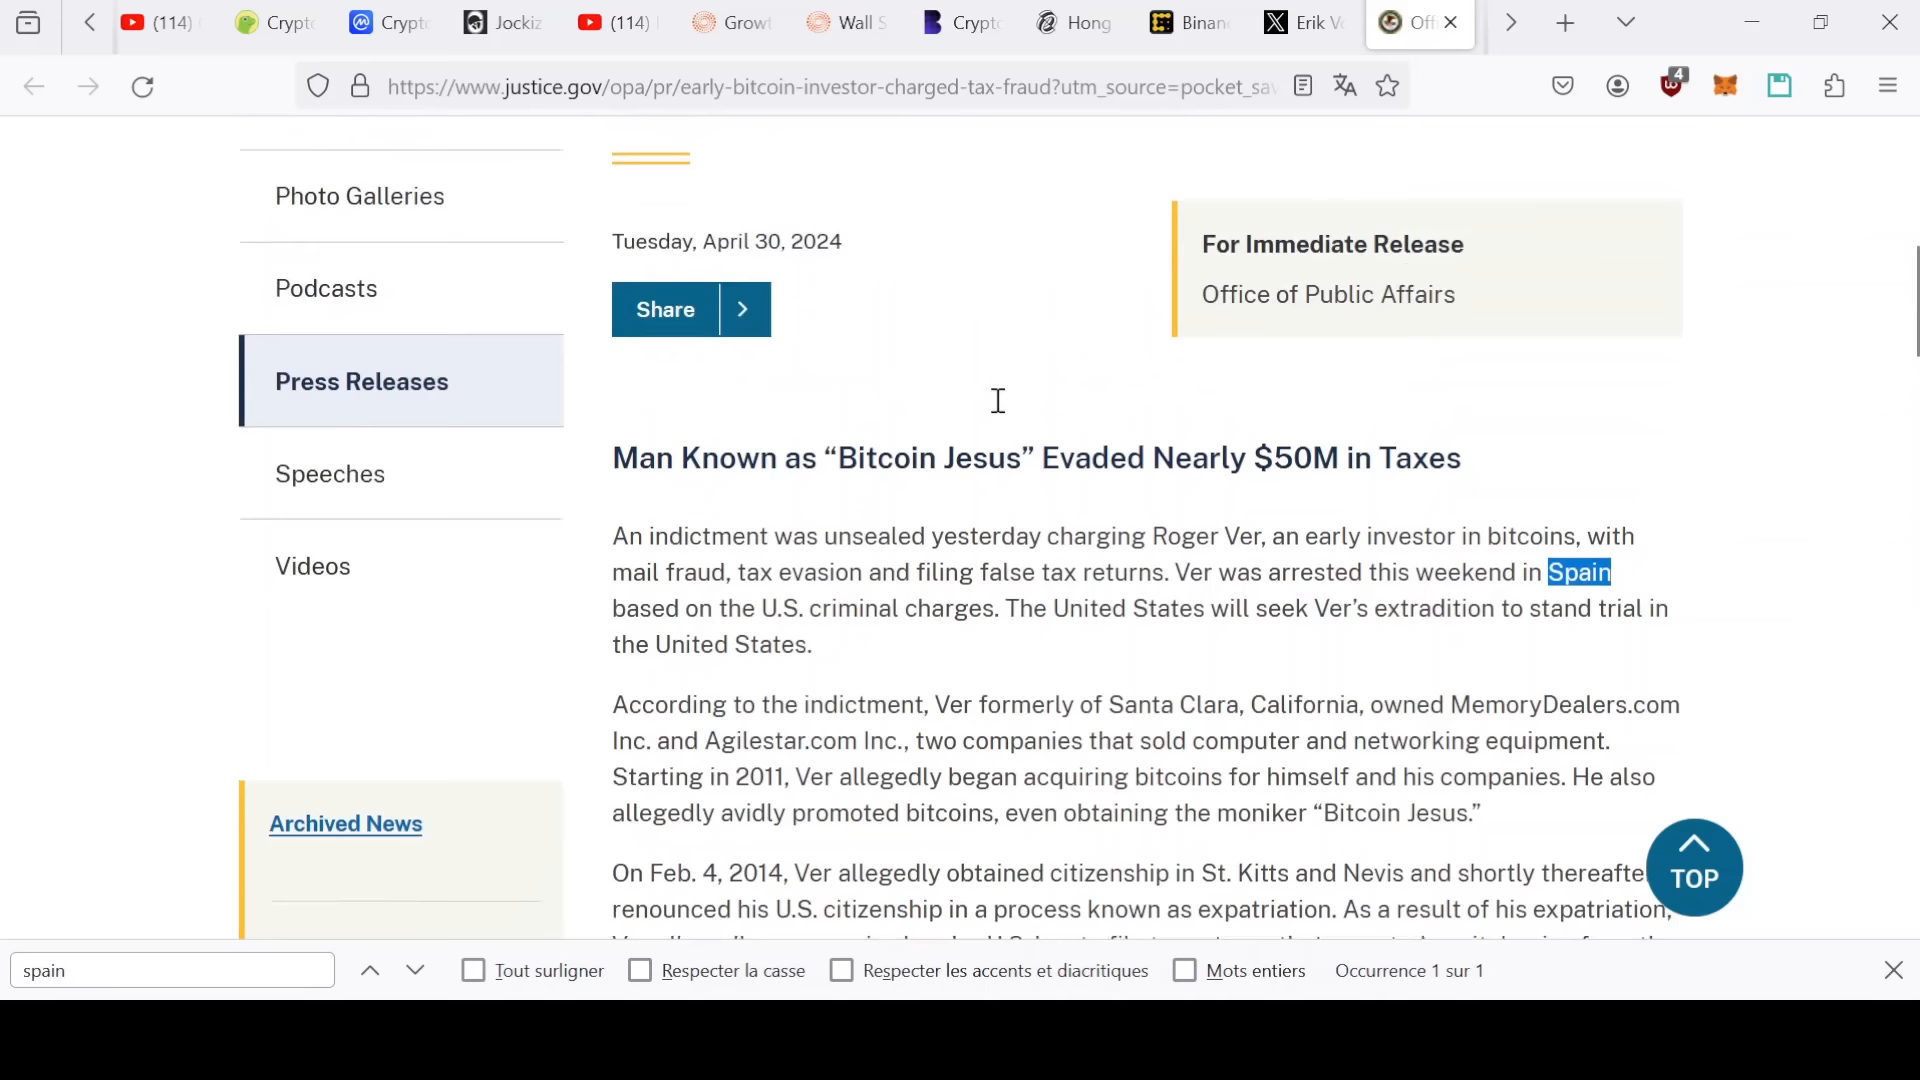 (114)
Crypto
Crypto
Jockiz
(114)
Growt
Wall S
Crypto
Hong
Binan
Erik Vo
Offi
https://www.justice.gov/opa/pr/early-bitcoin-investor-charged-tax-fraud?utm_source=pocket_sav
4
Photo Galleries
Podcasts
Press Releases
Speeches
Videos
Archived News
Tuesday, April 30, 2024
Share
For Immediate Release
Office of Public Affairs
Man Known as “Bitcoin Jesus” Evaded Nearly $50M in Taxes
An indictment was unsealed yesterday charging Roger Ver, an early investor in bitcoins, with
mail fraud, tax evasion and filing false tax returns. Ver was arrested this weekend in Spain
based on the U.S. criminal charges. The United States will seek Ver’s extradition to stand trial in
the United States.
According to the indictment, Ver formerly of Santa Clara, California, owned MemoryDealers.com
Inc. and Agilestar.com Inc., two companies that sold computer and networking equipment.
Starting in 2011, Ver allegedly began acquiring bitcoins for himself and his companies. He also
allegedly avidly promoted bitcoins, even obtaining the moniker “Bitcoin Jesus.”
On Feb. 4, 2014, Ver allegedly obtained citizenship in St. Kitts and Nevis and shortly thereafte
renounced his U.S. citizenship in a process known as expatriation. As a result of his expatriation,
TOP
spain
Tout surligner
Respecter la casse
Respecter les accents et diacritiques
Mots entiers
Occurrence 1 sur 1